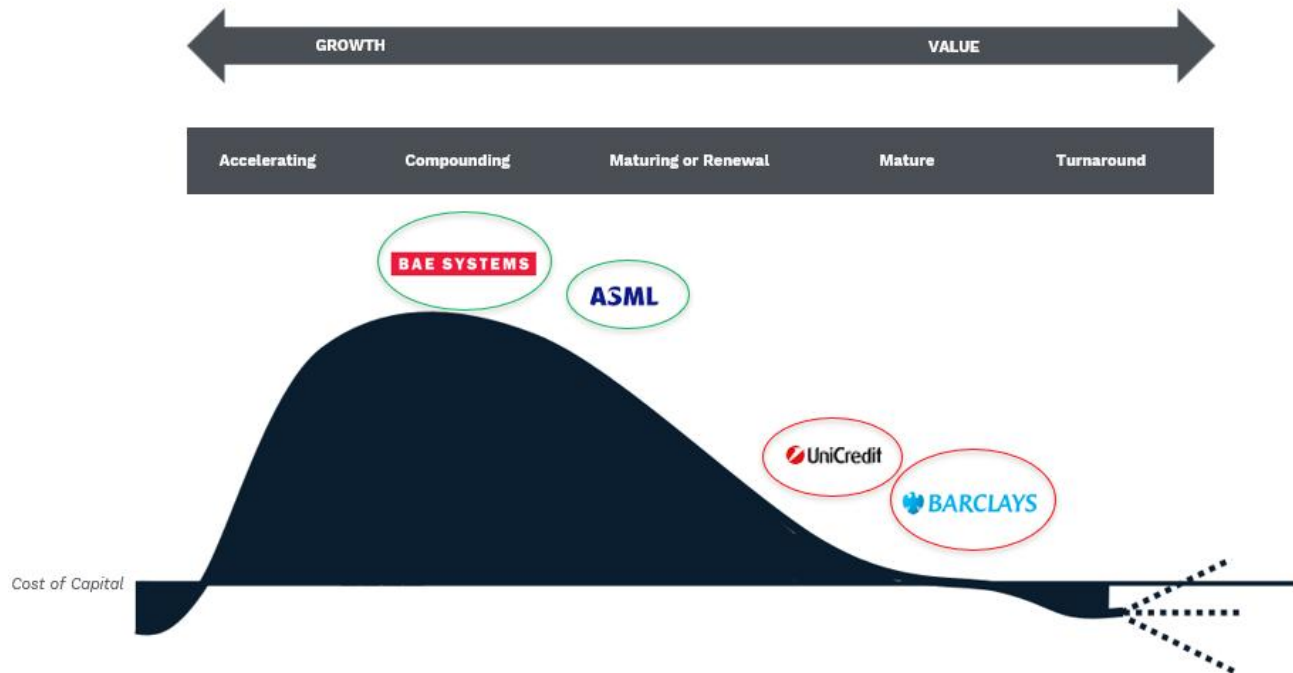 GROWTH VALUE
Accelerating Compounding Maturing or Renewal Mature Turnaround
BAE SYSTEMS
ASML
UniCredit
BARCLAYS
Cost of Capital